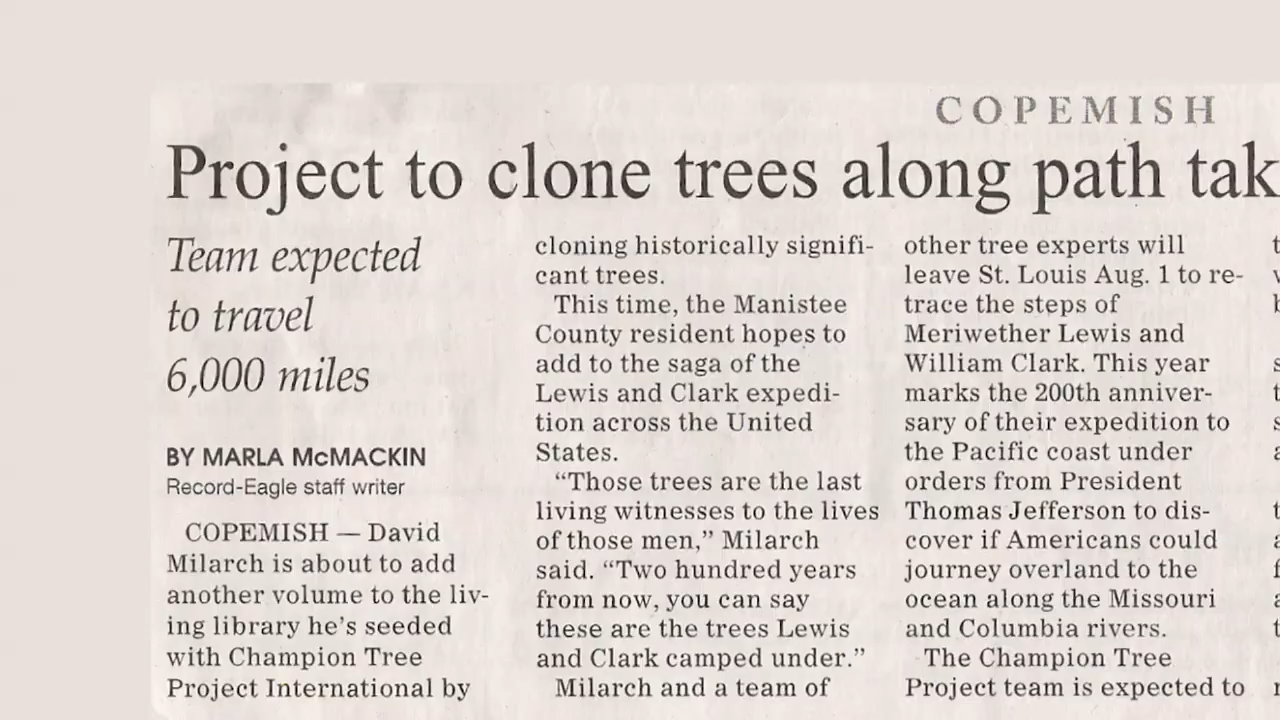 COPEMISH
Project to clone trees along path
Team expected
to travel
6,000 miles
BY MARLA McMACKIN
Record-Eagle staff writer
COPEMISH — David
Milarch is about to add
another volume to the liv-
ing library he's seeded
with Champion Tree
Project International by
cloning historically signifi-
cant trees.
This time, the Manistee
County resident hopes to
add to the saga of the
Lewis and Clark expedi-
tion across the United
States.
“Those trees are the last
living witnesses to the lives
of those men,” Milarch
said. “Two hundred years
from now, you can say
these are the trees Lewis
and Clark camped under.”
Milarch and a team of
other tree experts will
leave St. Louis Aug. 1 to re-
trace the steps of
Meriwether Lewis and
William Clark. This year
marks the 200th anniver-
sary of their expedition to
the Pacific coast under
orders from President
Thomas Jefferson to dis-
cover if Americans could
journey overland to the
ocean along the Missouri
and Columbia rivers.
The Champion Tree
Project team is expected to